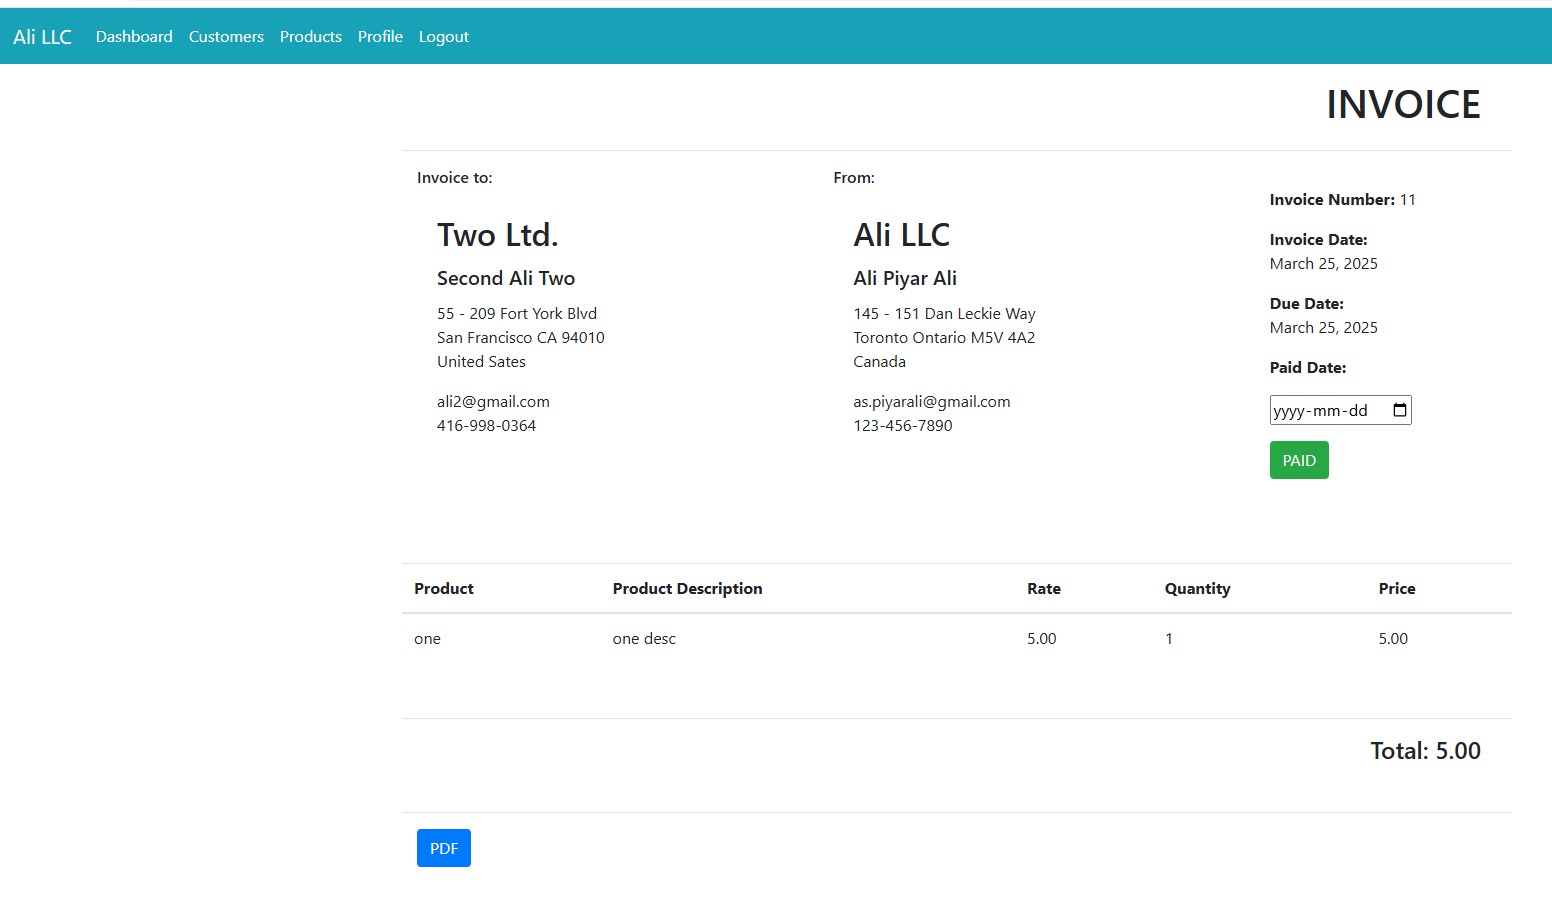 Ali LLC Dashboard Customers Products Profile Logout
INVOICE
Invoice to:
Two Ltd.
Second Ali Two
55 - 209 Fort York Blvd
San Francisco CA 94010
United Sates
ali2@gmail.com
416-998-0364
From:
Ali LLC
Ali Piyar Ali
145 - 151 Dan Leckie Way
Toronto Ontario M5V 4A2
Canada
as.piyarali@gmail.com
123-456-7890
Invoice Number: 11
Invoice Date:
March 25, 2025
Due Date:
March 25, 2025
Paid Date:
yyyy-mm-dd
PAID
Product Product Description Rate Quantity Price
one one desc 5.00 1 5.00
Total: 5.00
PDF